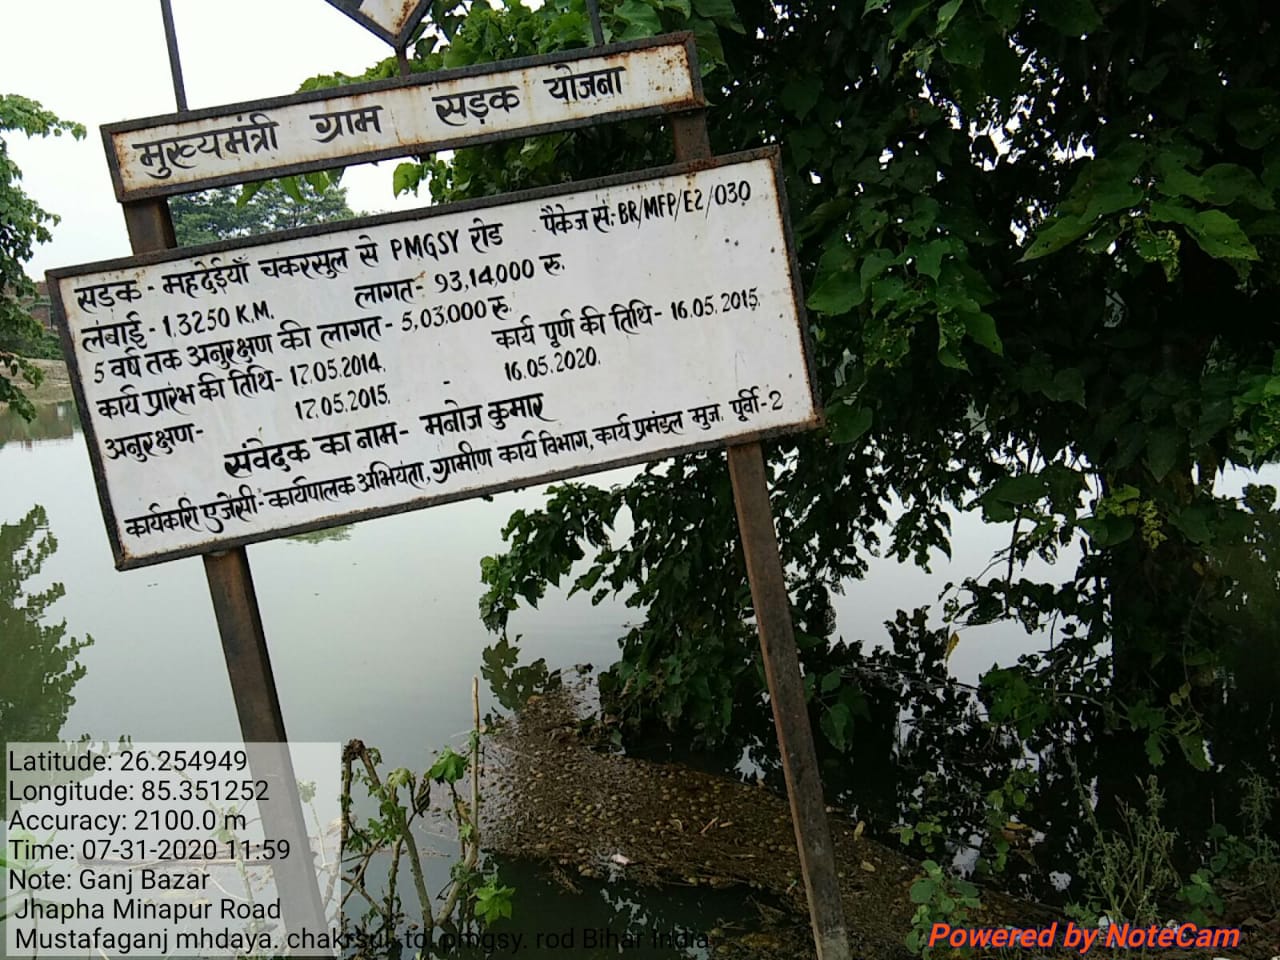 मुख्यमंत्री ग्राम सड़क योजना
सड़क - महदेईयाँ चकरसुल से PMGSY रोड पैकेज सं.: BR/MFP/E2/030
लंबाई - 1.3250 K.M. लागत - 93,14,000 रु.
5 वर्ष तक अनुरक्षण की लागत - 5,03,000 रु.
कार्य प्रारंभ की तिथि - 17.05.2014. कार्य पूर्ण की तिथि - 16.05.2015.
अनुरक्षण - 17.05.2015. - 16.05.2020.
संवेदक का नाम - मनोज कुमार
कार्यकारी एजेंसी - कार्यपालक अभियंता, ग्रामीण कार्य विभाग, कार्य प्रमंडल मुज. पूर्वी - 2
Latitude: 26.254949
Longitude: 85.351252
Accuracy: 2100.0 m
Time: 07-31-2020 11:59
Note: Ganj Bazar
Jhapha Minapur Road
Mustafaganj mhdaya. chakrsul to pmgsy. rod Bihar India
Powered by NoteCam